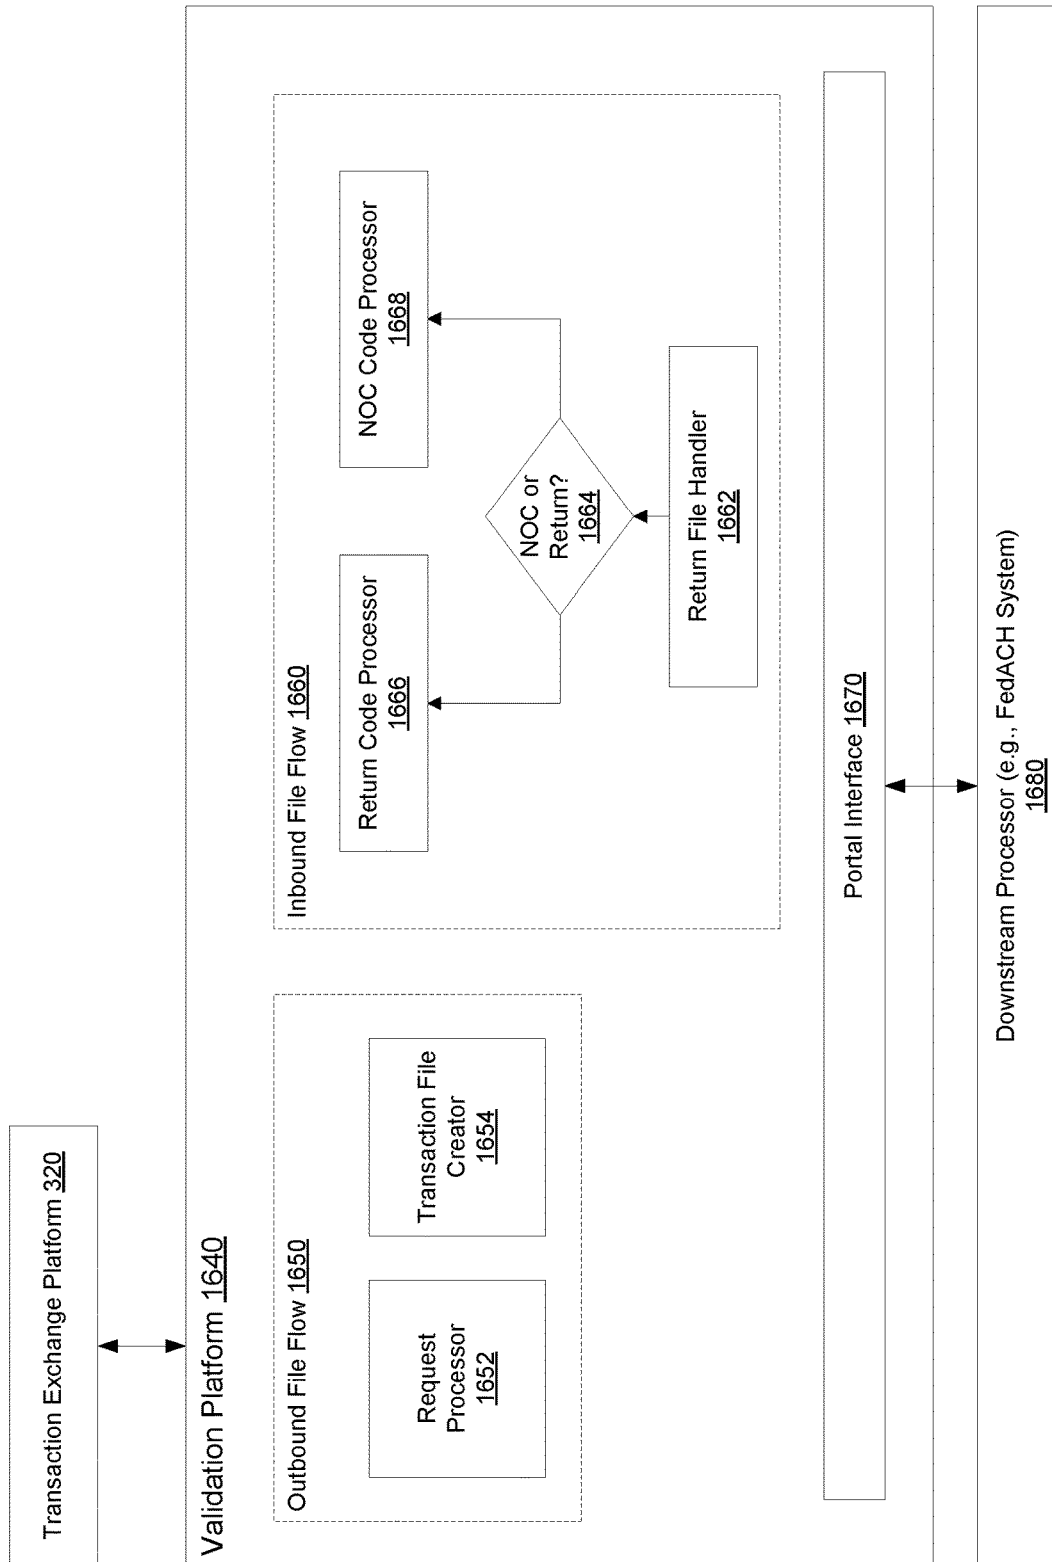 Transaction Exchange Platform 320
Validation Platform 1640
Outbound File Flow 1650
Request
Processor
1652
Transaction File
Creator
1654
Inbound File Flow 1660
Return Code Processor
1666
NOC Code Processor
1668
NOC or
Return?
1664
Return File Handler
1662
Portal Interface 1670
Downstream Processor (e.g., FedACH System)
1680